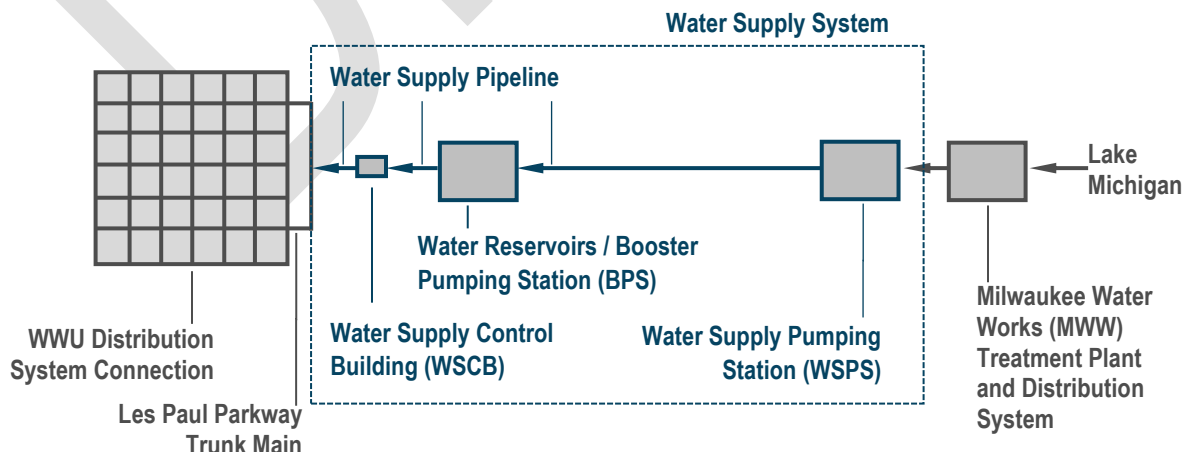 Water Supply System
Water Supply Pipeline
Lake
Michigan
Water Reservoirs / Booster
Pumping Station (BPS)
Water Supply Control
Building (WSCB)
Water Supply Pumping
Station (WSPS)
Milwaukee Water
Works (MWW)
Treatment Plant
and Distribution
System
WWU Distribution
System Connection
Les Paul Parkway
Trunk Main